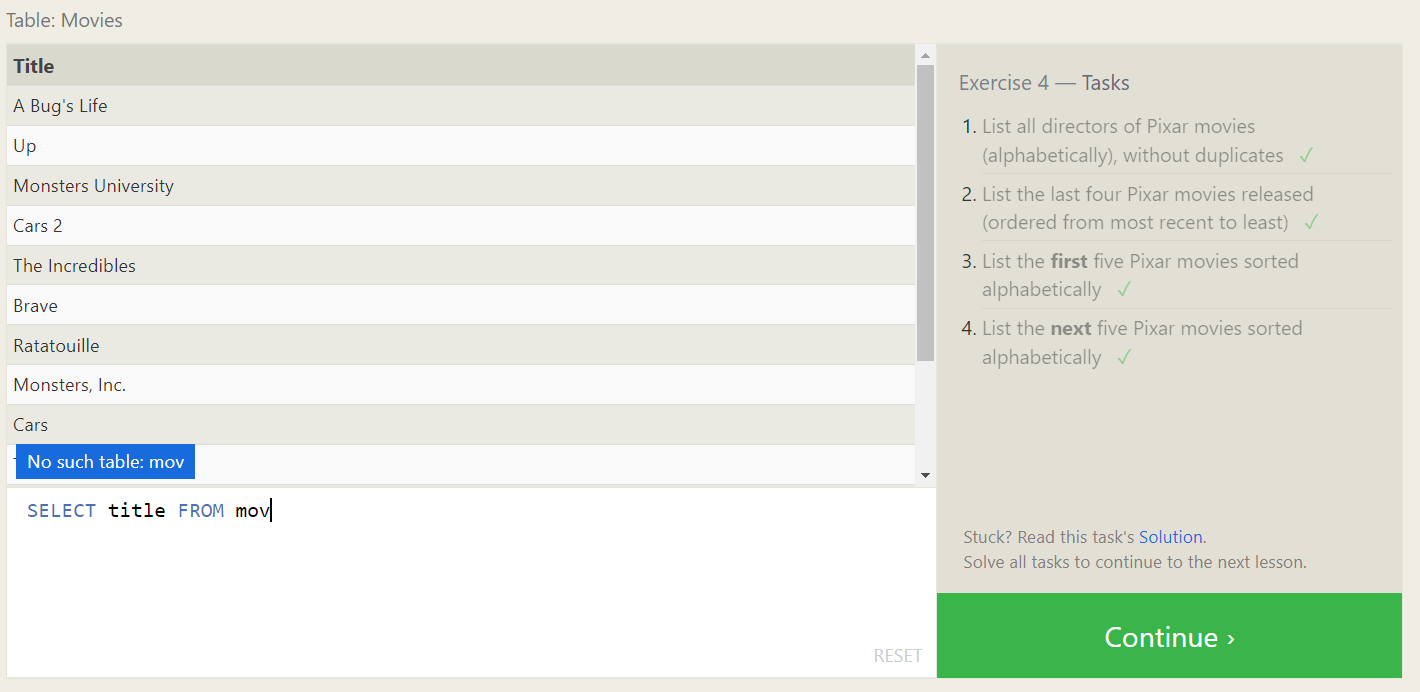 Table: Movies
Title
A Bug's Life
Up
Monsters University
Cars 2
The Incredibles
Brave
Ratatouille
Monsters, Inc.
Cars
No such table: mov
SELECT title FROM mov
RESET
Exercise 4 — Tasks
1. List all directors of Pixar movies
(alphabetically), without duplicates ✓
2. List the last four Pixar movies released
(ordered from most recent to least) ✓
3. List the first five Pixar movies sorted
alphabetically ✓
4. List the next five Pixar movies sorted
alphabetically ✓
Stuck? Read this task's Solution.
Solve all tasks to continue to the next lesson.
Continue ›